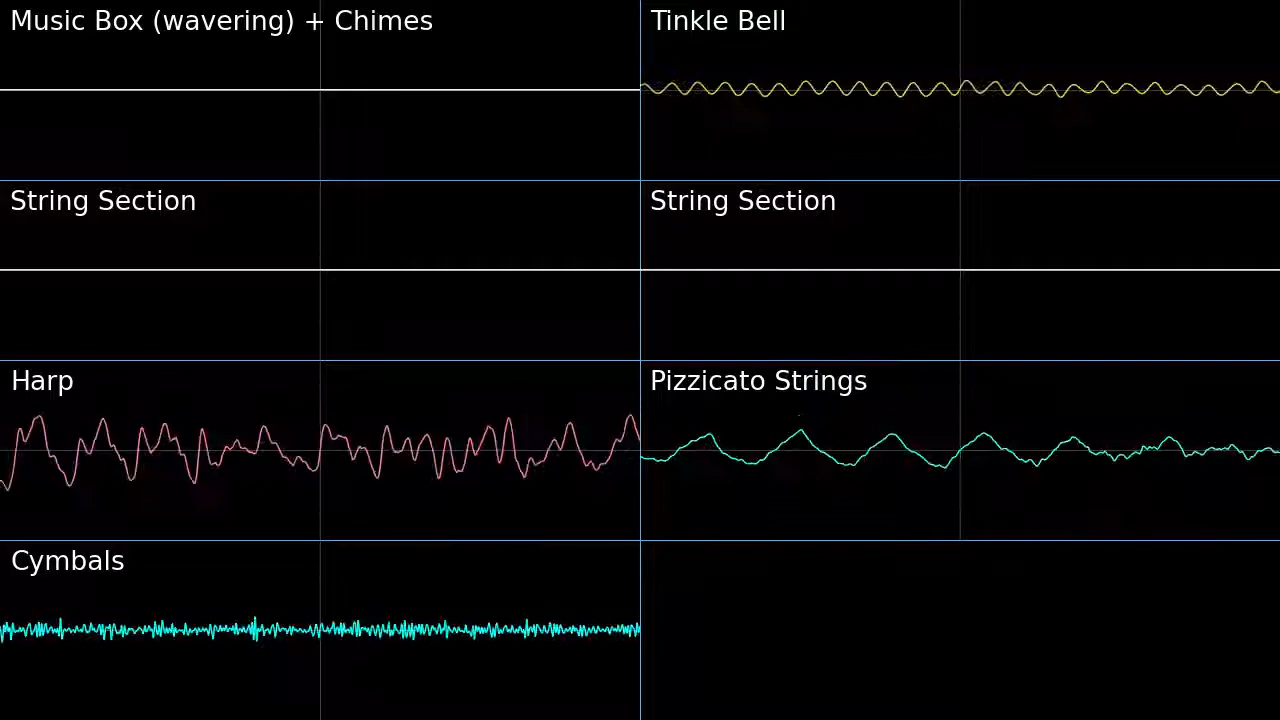 Music Box (wavering) + Chimes
Tinkle Bell
String Section
String Section
Harp
Pizzicato Strings
Cymbals